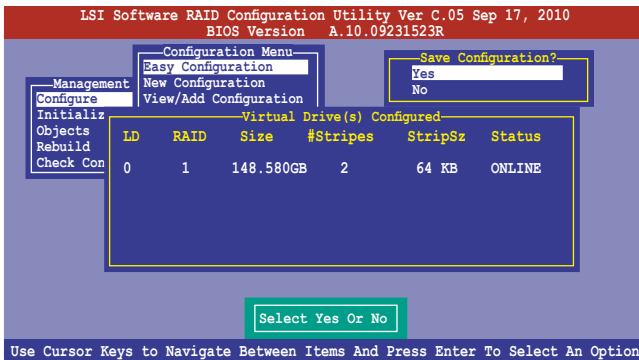 LSI Software RAID Configuration Utility Ver C.05 Sep 17, 2010
BIOS Version A.10.09231523R
Configuration Menu
Easy Configuration
New Configuration
View/Add Configuration
Save Configuration?
Yes
No
Management
Configure
Initializ
Objects
Rebuild
Check Con
Virtual Drive(s) Configured
LD RAID Size #Stripes StripSz Status
0 1 148.580GB 2 64 KB ONLINE
Select Yes Or No
Use Cursor Keys to Navigate Between Items And Press Enter To Select An Option